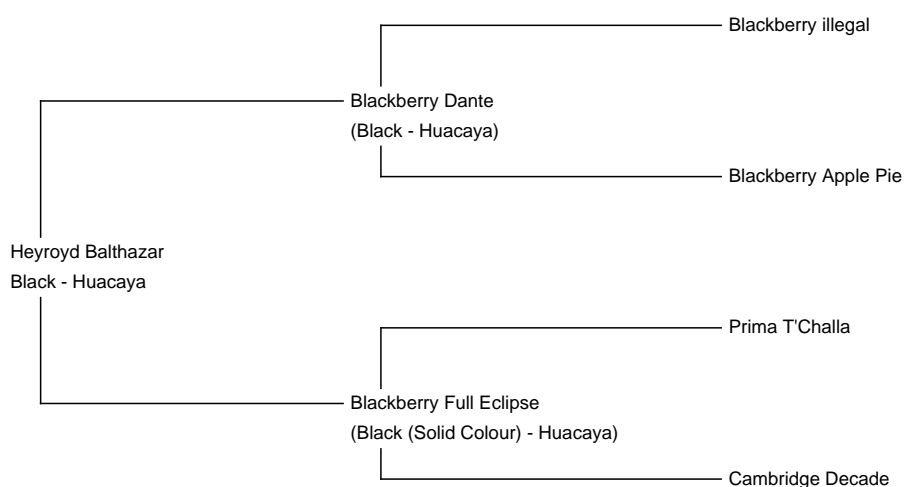 Blackberry illegal
Blackberry Dante
(Black - Huacaya)
Blackberry Apple Pie
Heyroyd Balthazar
Black - Huacaya
Prima T'Challa
Blackberry Full Eclipse
(Black (Solid Colour) - Huacaya)
Cambridge Decade